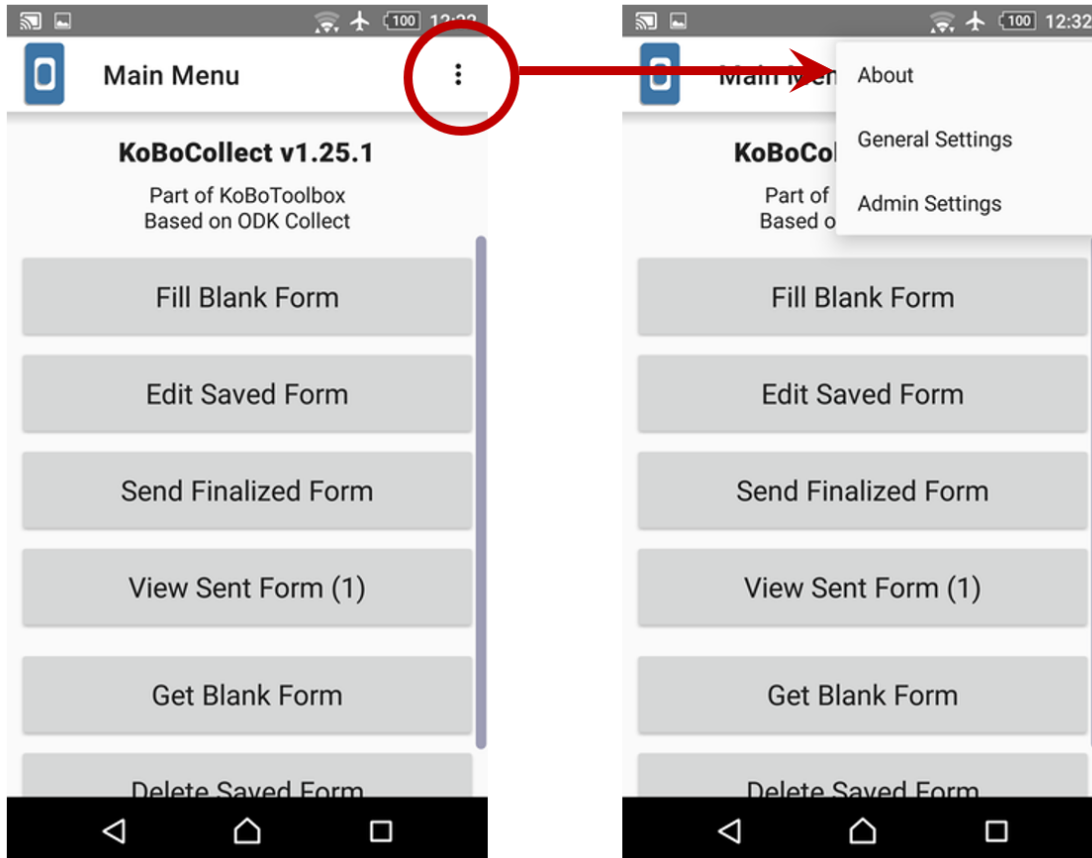 100
Main Menu
KoBoCollect v1.25.1
Part of KoBoToolbox
Based on ODK Collect
Fill Blank Form
Edit Saved Form
Send Finalized Form
View Sent Form (1)
Get Blank Form
Delete Saved Form
100 12:32
Main Men
About
General Settings
Admin Settings
KoBoCol
Part of
Based o
Fill Blank Form
Edit Saved Form
Send Finalized Form
View Sent Form (1)
Get Blank Form
Delete Saved Form